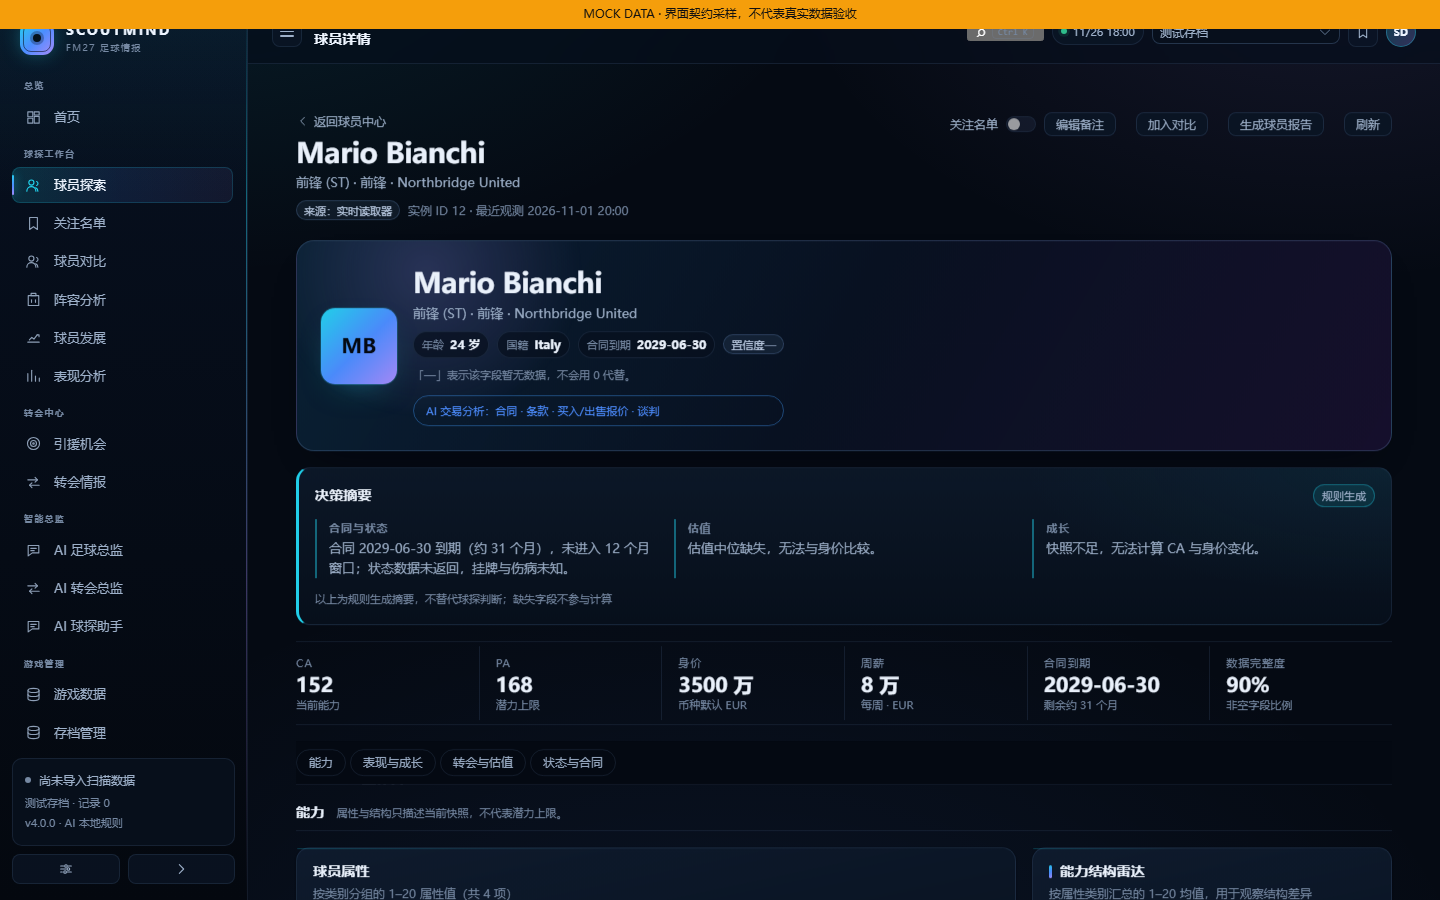 MOCK DATA · 界面契约采样，不代表真实数据验收
SCOUTMIND
FM27 足球情报
球员详情
11/26 18:00
测试存档
SD
总览
首页
球探工作台
球员探索
关注名单
球员对比
阵容分析
球员发展
表现分析
转会中心
引援机会
转会情报
智能总监
AI 足球总监
AI 转会总监
AI 球探助手
游戏管理
游戏数据
存档管理
尚未导入扫描数据
测试存档 · 记录 0
v4.0.0 · AI 本地规则
返回球员中心
关注名单
编辑备注
加入对比
生成球员报告
刷新
Mario Bianchi
前锋 (ST) · 前锋 · Northbridge United
来源：实时读取器 实例 ID 12 · 最近观测 2026-11-01 20:00
MB
Mario Bianchi
前锋 (ST) · 前锋 · Northbridge United
年龄 24 岁
国籍 Italy
合同到期 2029-06-30
置信度—
「—」表示该字段暂无数据，不会用 0 代替。
AI 交易分析：合同 · 条款 · 买入/出售报价 · 谈判
决策摘要
规则生成
合同与状态
合同 2029-06-30 到期（约 31 个月），未进入 12 个月
窗口；状态数据未返回，挂牌与伤病未知。
估值
估值中位缺失，无法与身价比较。
成长
快照不足，无法计算 CA 与身价变化。
以上为规则生成摘要，不替代球探判断；缺失字段不参与计算
CA
152
当前能力
PA
168
潜力上限
身价
3500 万
币种默认 EUR
周薪
8 万
每周 · EUR
合同到期
2029-06-30
剩余约 31 个月
数据完整度
90%
非空字段比例
能力
表现与成长
转会与估值
状态与合同
能力 属性与结构只描述当前快照，不代表潜力上限。
球员属性
按类别分组的 1–20 属性值（共 4 项）
能力结构雷达
按属性类别汇总的 1–20 均值，用于观察结构差异